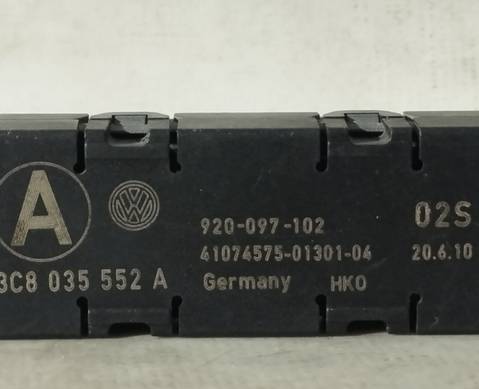 A
3C8 035 552 A
920-097-102
41074575-01301-04
Germany HKO
02S
20.6.10